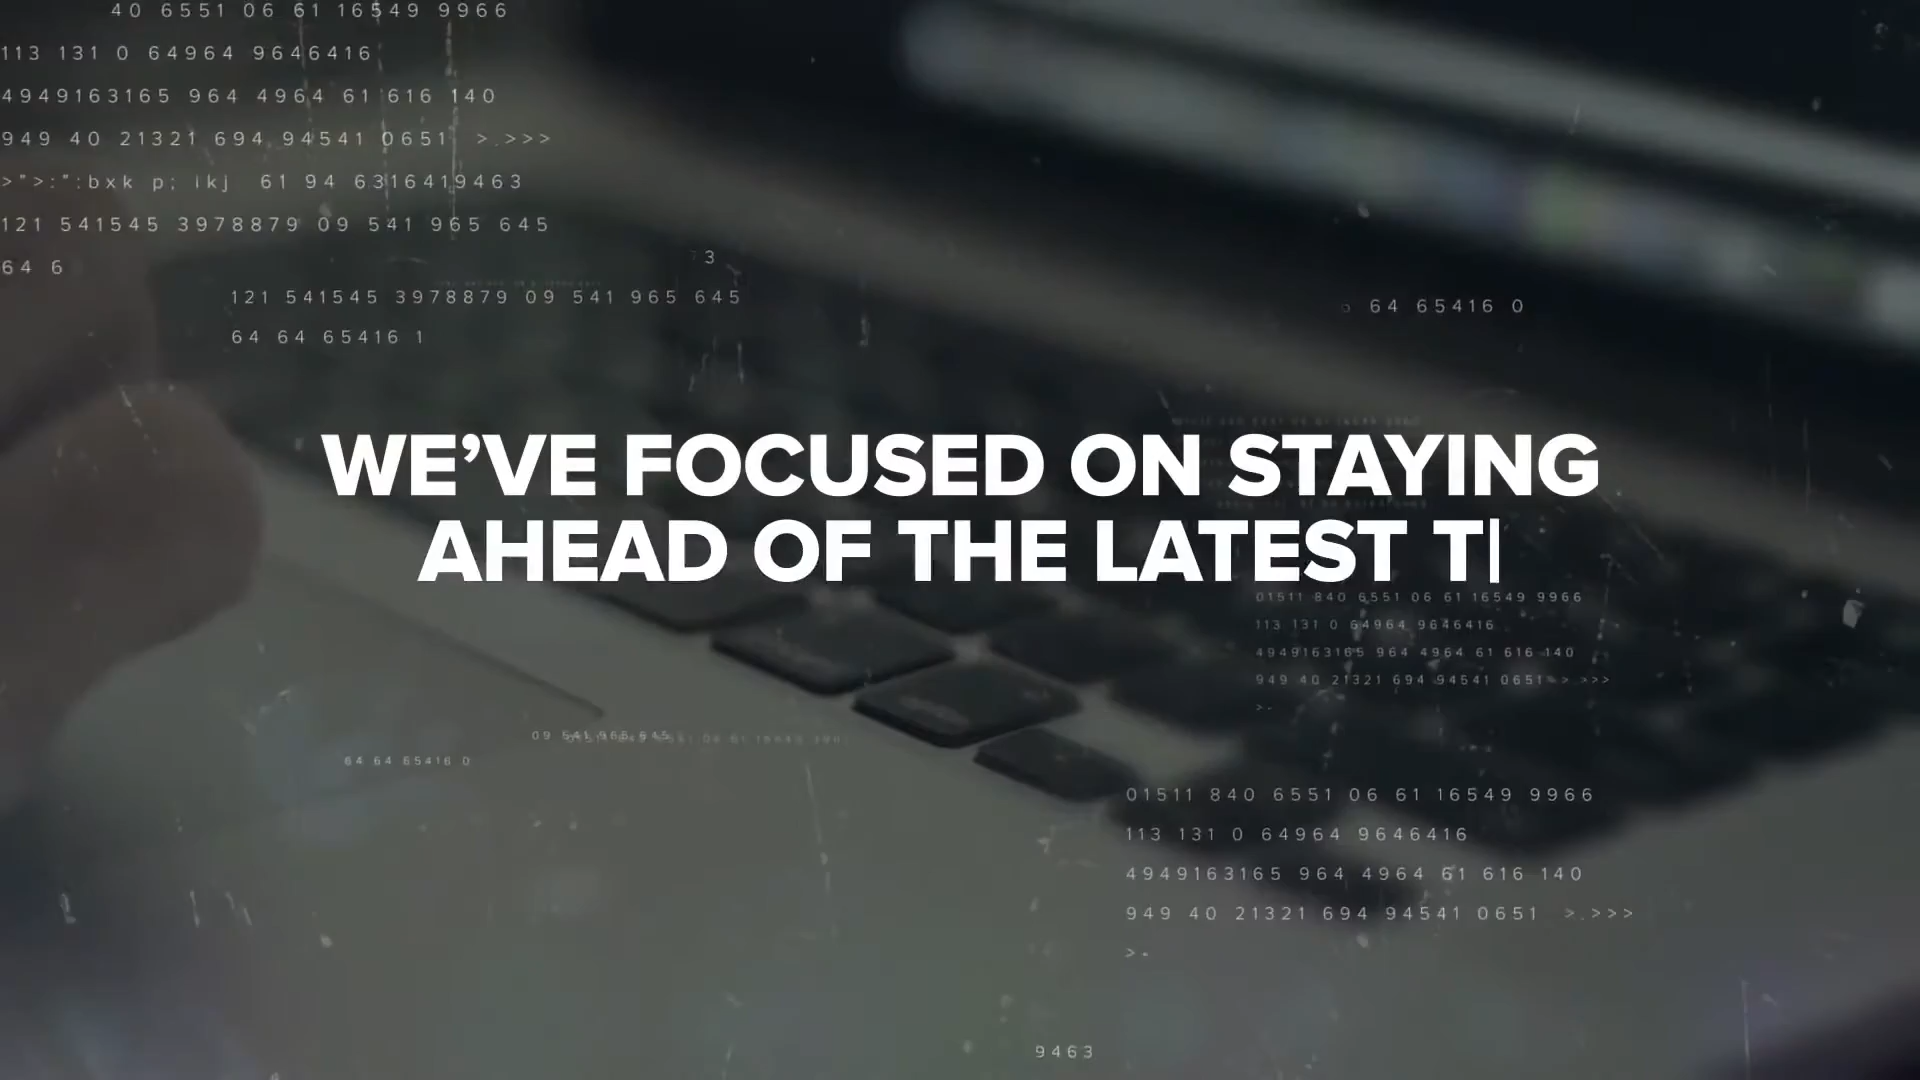 40 6551 06 61 16549 9966
113 131 0 64964 9646416
4949163165 964 4964 61 616 140
949 40 21321 694 94541 0651 >.>>>
>">:":bxk p; ikj 61 94 6316419463
121 541545 3978879 09 541 965 645
64 6
3
121 541545 3978879 09 541 965 645
64 64 65416 1
64 65416 0
WE’VE FOCUSED ON STAYING
AHEAD OF THE LATEST T|
01511 840 6551 06 61 16549 9966
113 131 0 64964 9646416
4949163165 964 4964 61 616 140
949 40 21321 694 94541 0651 >.>>>
>-
09 541 965 645
64 64 65416 0
01511 840 6551 06 61 16549 9966
113 131 0 64964 9646416
4949163165 964 4964 61 616 140
949 40 21321 694 94541 0651 >.>>>
>-
9463